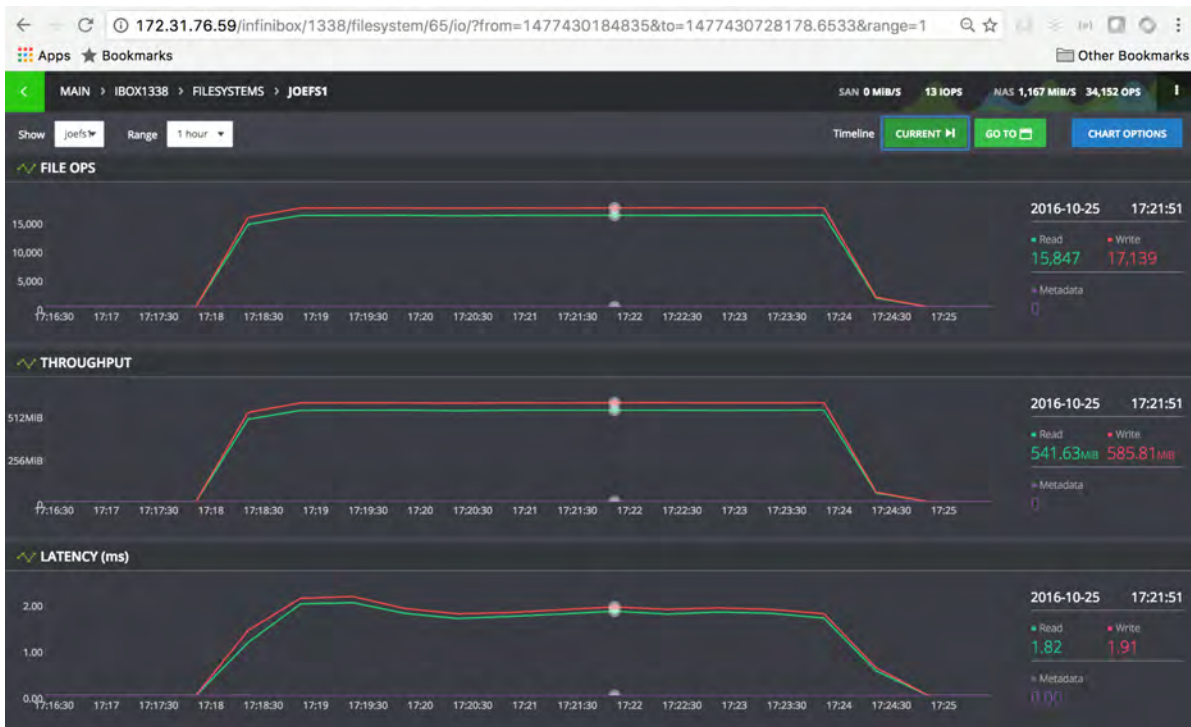 172.31.76.59/infinibox/1338/filesystem/65/io/?from=1477430184835&to=1477430728178.6533&range=1
Apps Bookmarks Other Bookmarks
MAIN > IBOX1338 > FILESYSTEMS > JOEFS1 SAN 0 MiB/S 13 IOPS NAS 1,167 MiB/S 34,152 OPS
Show joefs1 Range 1 hour Timeline CURRENT GO TO CHART OPTIONS
FILE OPS
15,000
10,000
5,000
0
17:16:30 17:17 17:17:30 17:18 17:18:30 17:19 17:19:30 17:20 17:20:30 17:21 17:21:30 17:22 17:22:30 17:23 17:23:30 17:24 17:24:30 17:25
2016-10-25 17:21:51
Read Write
15,847 17,139
Metadata
0
THROUGHPUT
512MiB
256MiB
0
17:16:30 17:17 17:17:30 17:18 17:18:30 17:19 17:19:30 17:20 17:20:30 17:21 17:21:30 17:22 17:22:30 17:23 17:23:30 17:24 17:24:30 17:25
2016-10-25 17:21:51
Read Write
541.63MiB 585.81MiB
Metadata
0
LATENCY (ms)
2.00
1.00
0.00
17:16:30 17:17 17:17:30 17:18 17:18:30 17:19 17:19:30 17:20 17:20:30 17:21 17:21:30 17:22 17:22:30 17:23 17:23:30 17:24 17:24:30 17:25
2016-10-25 17:21:51
Read Write
1.82 1.91
Metadata
0.00